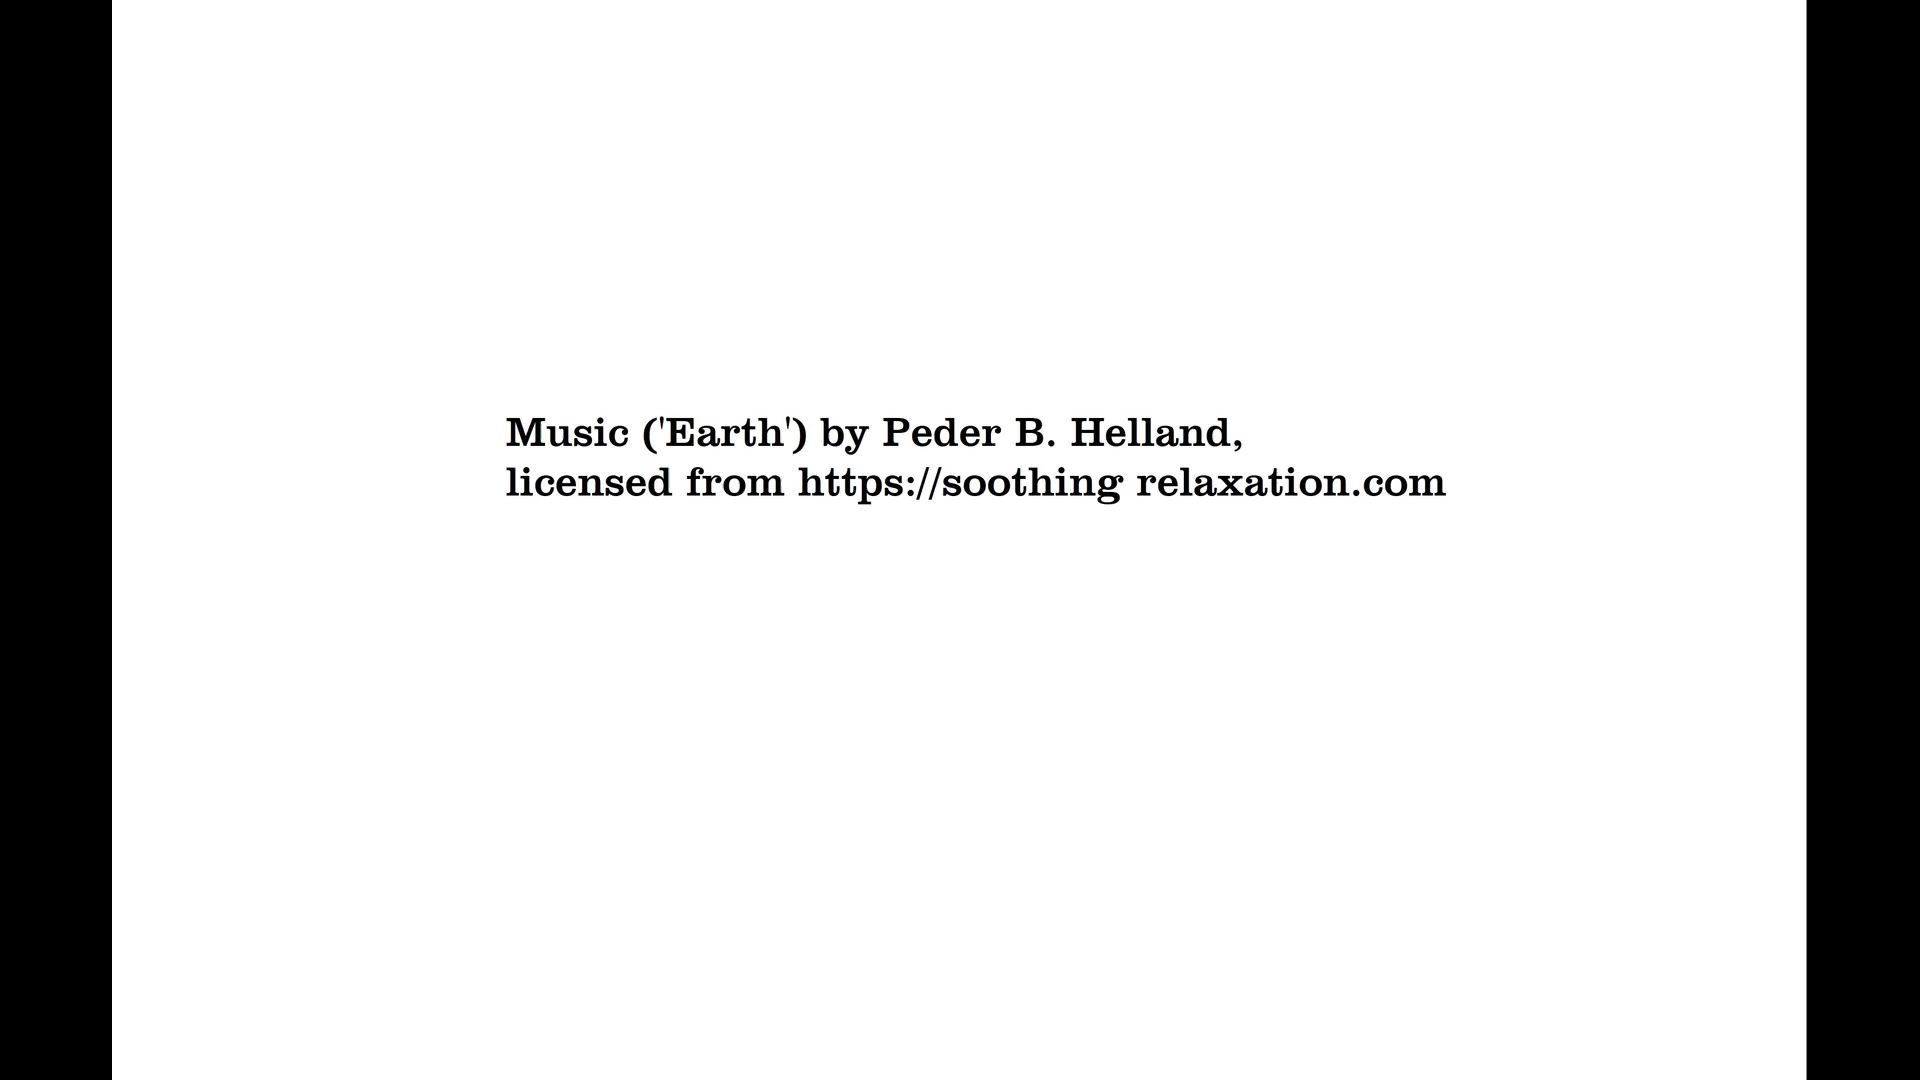 Music ('Earth') by Peder B. Helland,
licensed from https://soothing relaxation.com